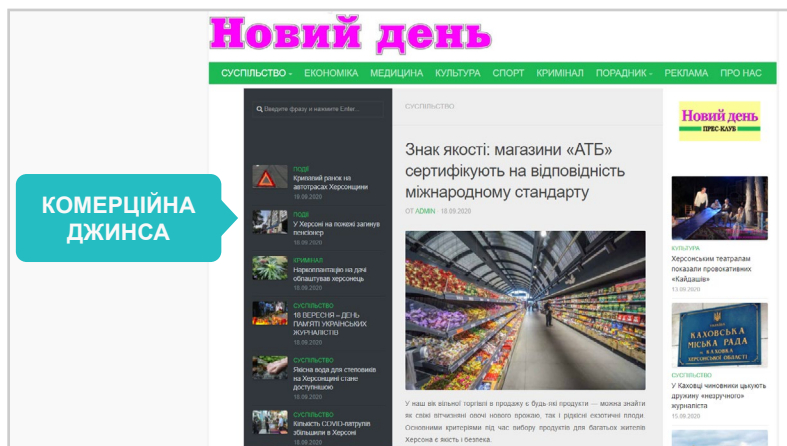 Новий день
СУСПІЛЬСТВО ЕКОНОМІКА МЕДИЦИНА КУЛЬТУРА СПОРТ КРИМІНАЛ ПОРАДНИК РЕКЛАМА ПРО НАС
КОМЕРЦІЙНА
ДЖИНСА
Введите фразу и нажмите Enter...
ПОДІЇ
Кривавий ранок на
автотрасах Херсонщини
19.09.2020
ПОДІЇ
У Херсоні на пожежі загинув
пенсіонер
18.09.2020
КРИМІНАЛ
Наркоплантацію на дачі
облаштував херсонець
18.09.2020
СУСПІЛЬСТВО
16 ВЕРЕСНЯ – ДЕНЬ
ПАМ'ЯТІ УКРАЇНСЬКИХ
ЖУРНАЛІСТІВ
18.09.2020
СУСПІЛЬСТВО
Якісна вода для степовиків
на Херсонщині стане
доступнішою
18.09.2020
СУСПІЛЬСТВО
Кількість COVID-патрулів
збільшили в Херсоні
18.09.2020
СУСПІЛЬСТВО
Знак якості: магазини «АТБ»
сертифікують на відповідність
міжнародному стандарту
ОТ ADMIN · 18.09.2020
У наш вік вільної торгівлі в продажу є будь-які продукти — можна знайти
як свіжі вітчизняні овочі нового врожаю, так і рідкісні екзотичні плоди.
Основними критеріями під час вибору продуктів для багатьох жителів
Херсона є якість і безпека.
Новий день
ПРЕС-КЛУБ
КУЛЬТУРА
Херсонським театралам
показали провокативних
«Кайдашів»
13.09.2020
КАХОВСЬКА
МІСЬКА РАДА
м. КАХОВКА
ХЕРСОНСЬКОЇ ОБЛАСТІ
СУСПІЛЬСТВО
У Каховці чиновники цькують
дружину «незручного»
журналіста
15.09.2020